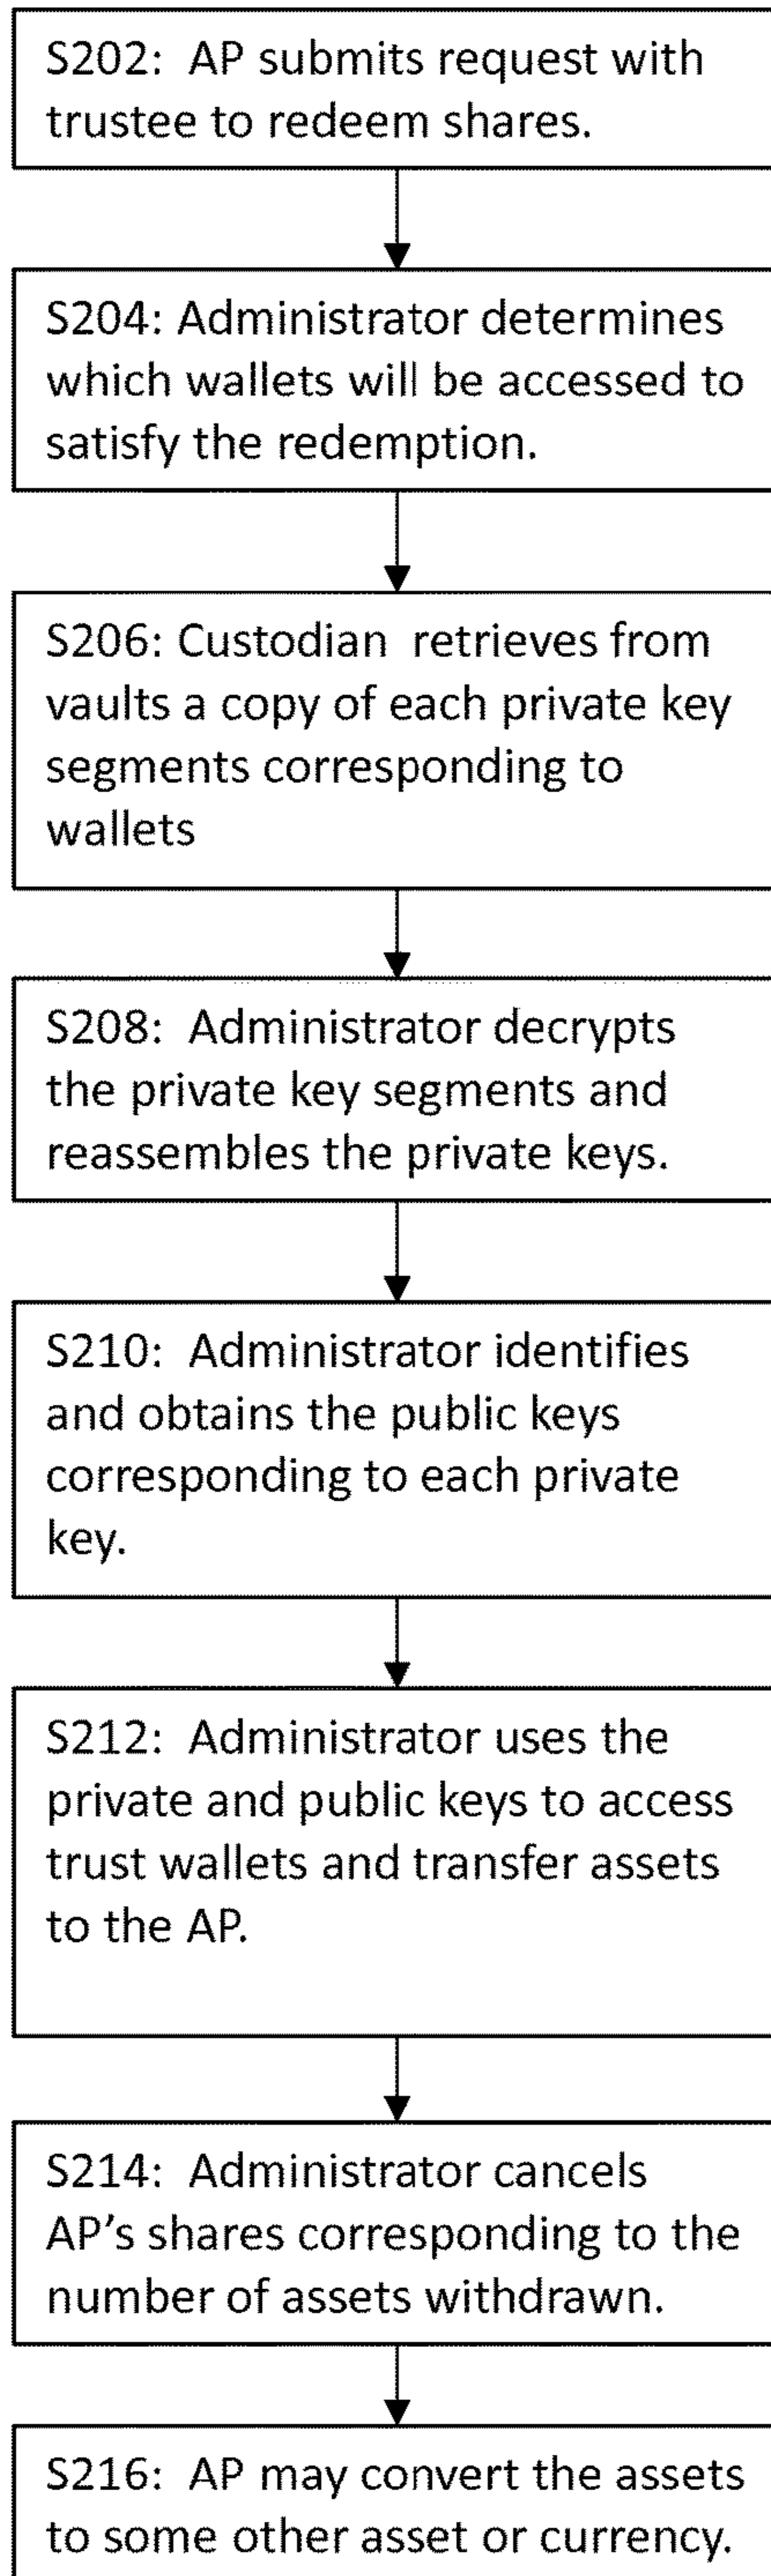 S202:  AP submits request with
trustee to redeem shares.
S204: Administrator determines
which wallets will be accessed to
satisfy the redemption.
S206: Custodian  retrieves from
vaults a copy of each private key
segments corresponding to
wallets
S208:  Administrator decrypts
the private key segments and
reassembles the private keys.
S210:  Administrator identifies
and obtains the public keys
corresponding to each private
key.
S212:  Administrator uses the
private and public keys to access
trust wallets and transfer assets
to the AP.
S214:  Administrator cancels
AP’s shares corresponding to the
number of assets withdrawn.
S216:  AP may convert the assets
to some other asset or currency.